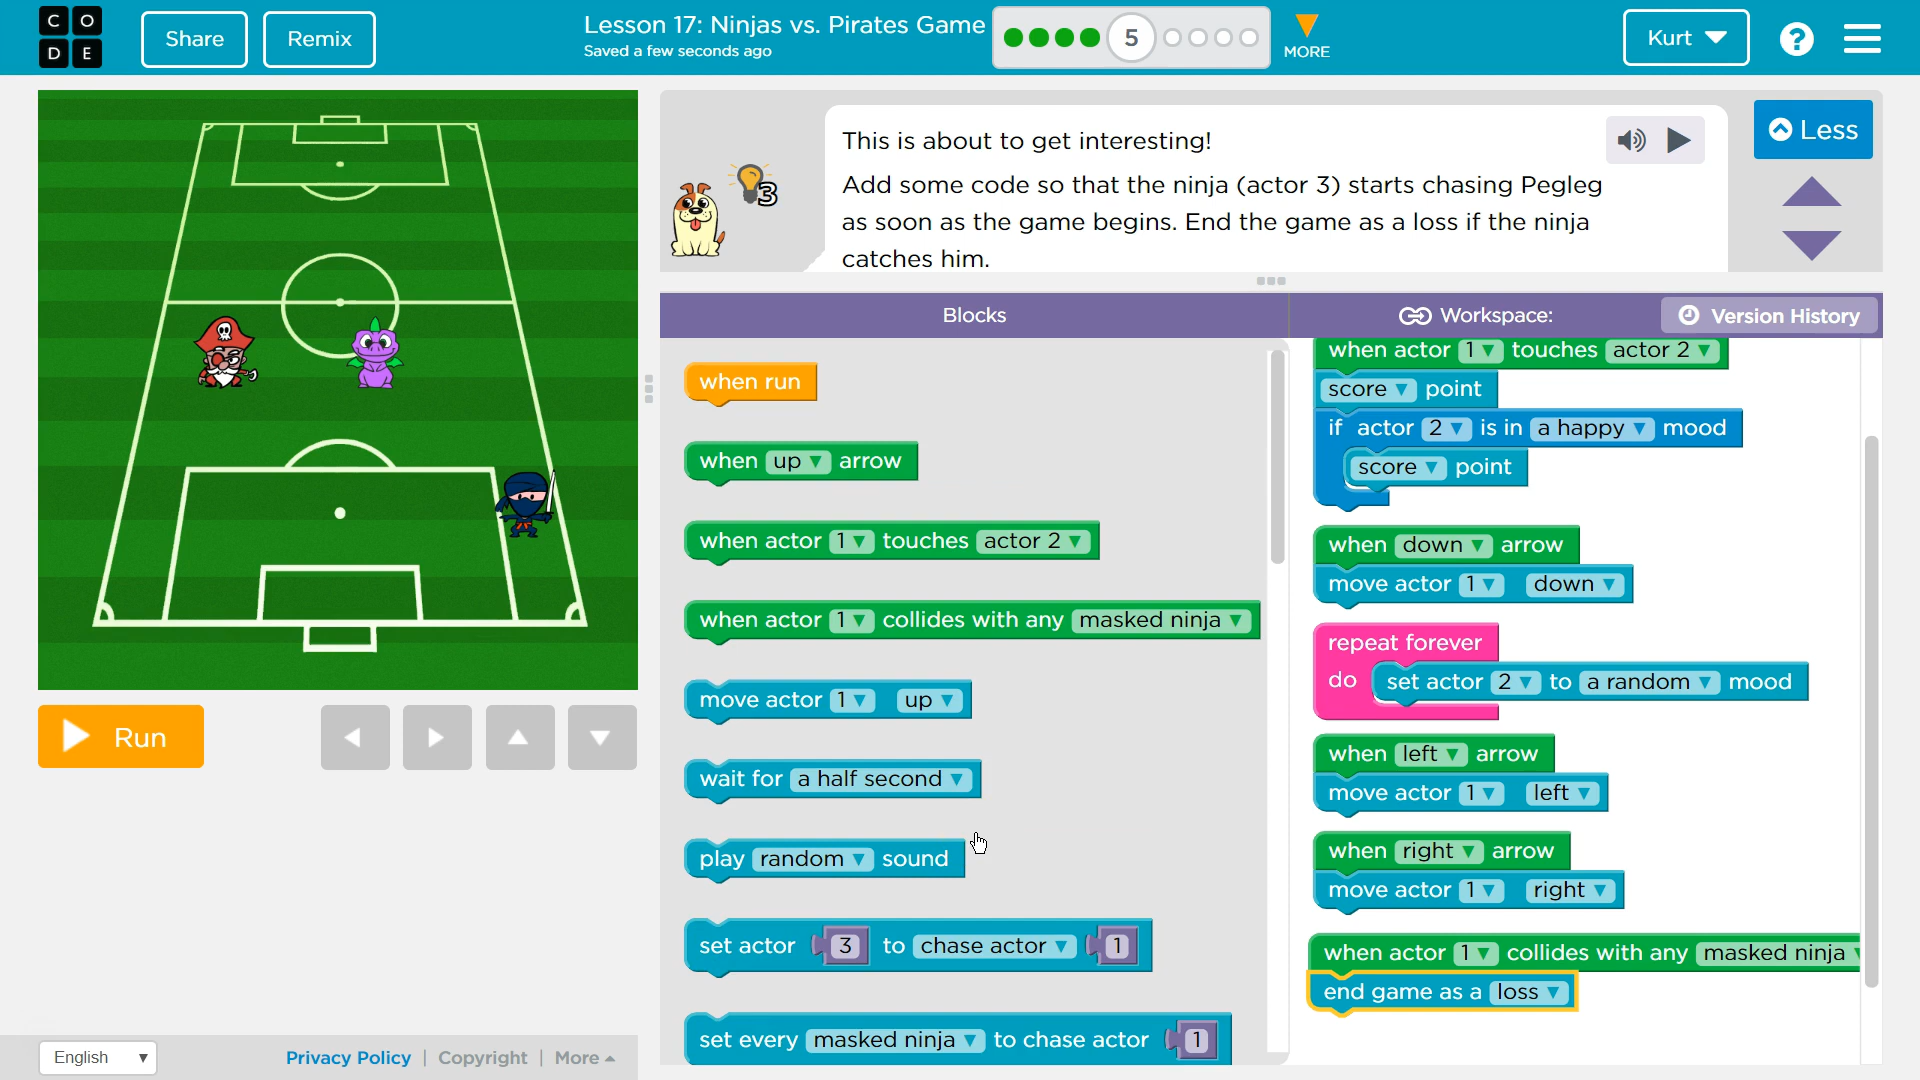 C O
D E
Share
Remix
Lesson 17: Ninjas vs. Pirates Game
Saved a few seconds ago
5
MORE
Kurt
?
3
This is about to get interesting!
Add some code so that the ninja (actor 3) starts chasing Pegleg
as soon as the game begins. End the game as a loss if the ninja
catches him.
Less
Blocks
Workspace:
Version History
when run
when up arrow
when actor 1 touches actor 2
when actor 1 collides with any masked ninja
move actor 1 up
wait for a half second
play random sound
set actor 3 to chase actor 1
set every masked ninja to chase actor 1
when actor 1 touches actor 2
score point
if actor 2 is in a happy mood
score point
when down arrow
move actor 1 down
repeat forever
do set actor 2 to a random mood
when left arrow
move actor 1 left
when right arrow
move actor 1 right
when actor 1 collides with any masked ninja
end game as a loss
Run
English
Privacy Policy | Copyright | More